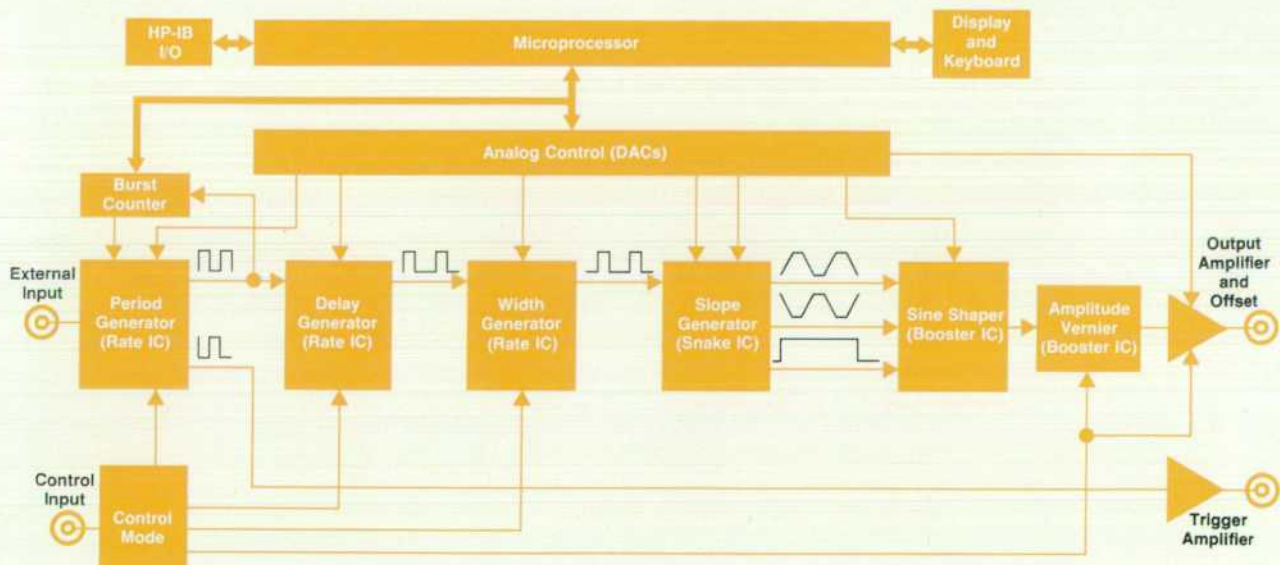 HP-IB
I/O
Microprocessor
Display
and
Keyboard
Analog Control (DACs)
Burst
Counter
External
Input
Period
Generator
(Rate IC)
Delay
Generator
(Rate IC)
Width
Generator
(Rate IC)
Slope
Generator
(Snake IC)
Sine Shaper
(Booster IC)
Amplitude
Vernier
(Booster IC)
Output
Amplifier
and
Offset
Control
Input
Control
Mode
Trigger
Amplifier